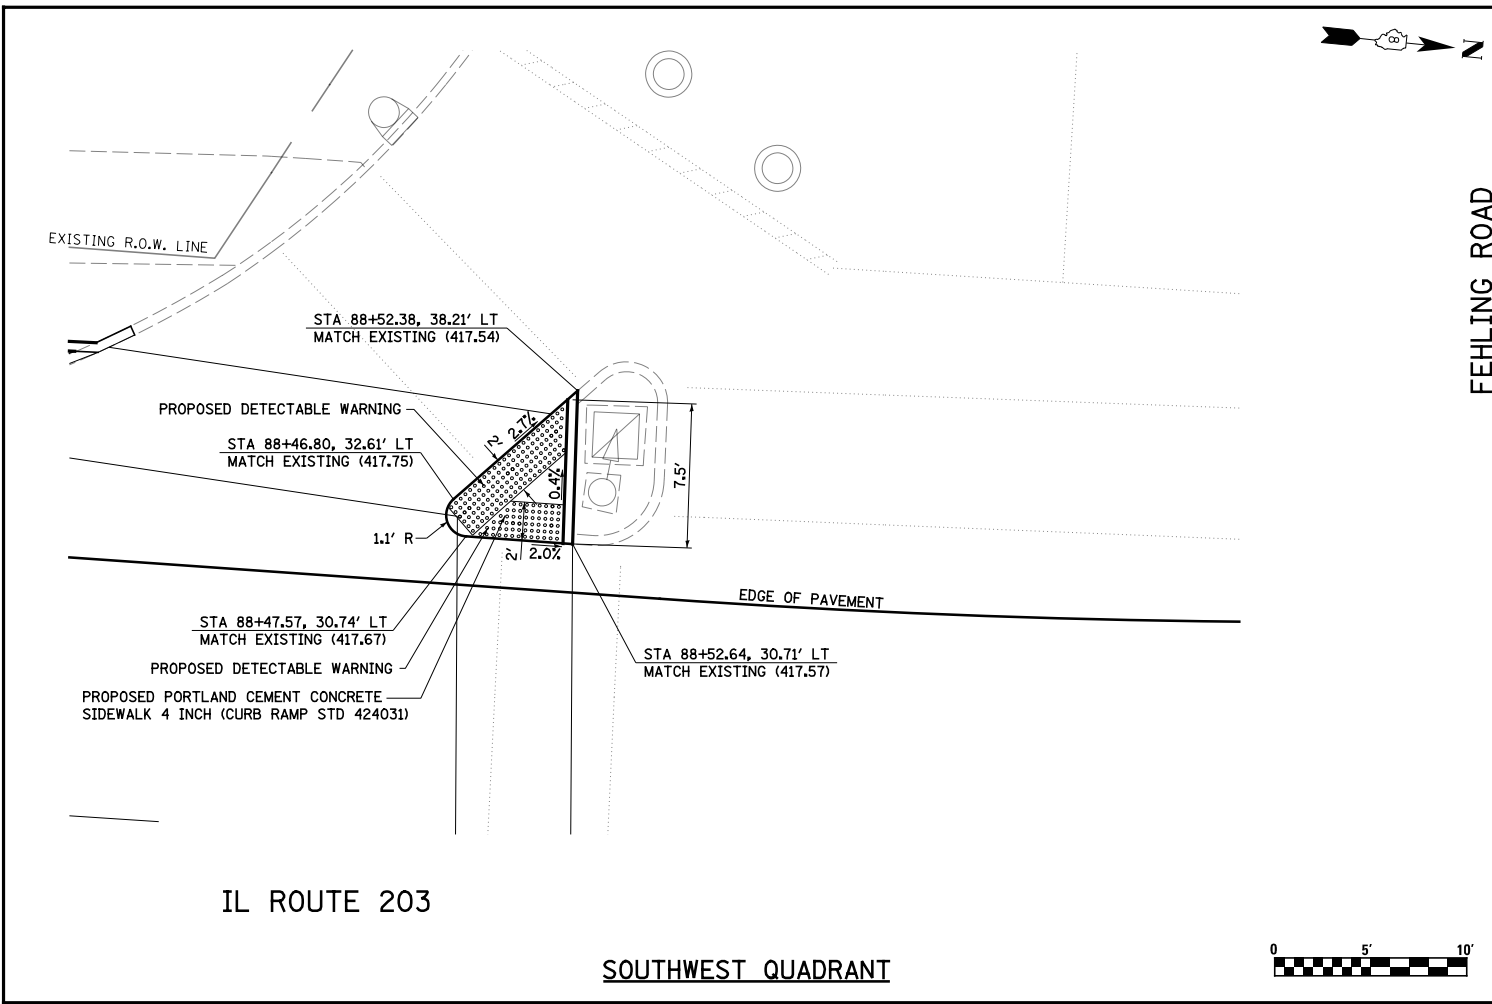 N
FEHLING ROAD
EXISTING R.O.W. LINE
STA 88+52.38, 38.21' LT
MATCH EXISTING (417.54)
PROPOSED DETECTABLE WARNING
2'
2.7%
STA 88+46.80, 32.61' LT
MATCH EXISTING (417.75)
0.4%
7.5'
1.1' R
2'
2.0%
EDGE OF PAVEMENT
STA 88+47.57, 30.74' LT
MATCH EXISTING (417.67)
PROPOSED DETECTABLE WARNING
STA 88+52.64, 30.71' LT
MATCH EXISTING (417.57)
PROPOSED PORTLAND CEMENT CONCRETE
SIDEWALK 4 INCH (CURB RAMP STD 424031)
IL ROUTE 203
SOUTHWEST QUADRANT
0 5' 10'